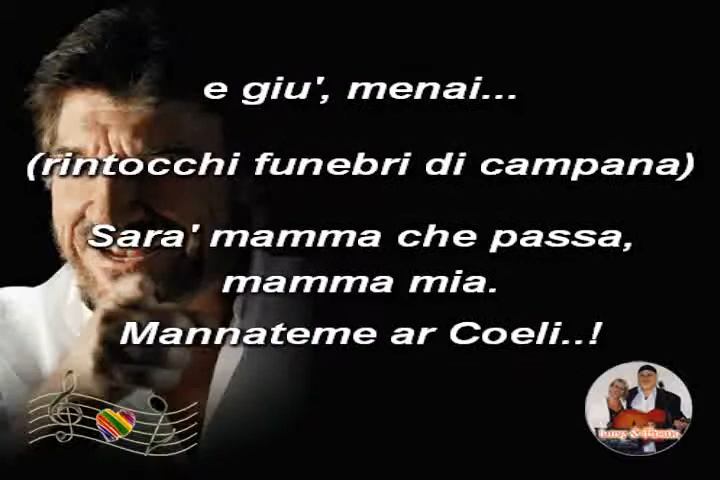 e giu', menai...
(rintocchi funebri di campana)
Sara' mamma che passa,
mamma mia.
Mannateme ar Coeli..!